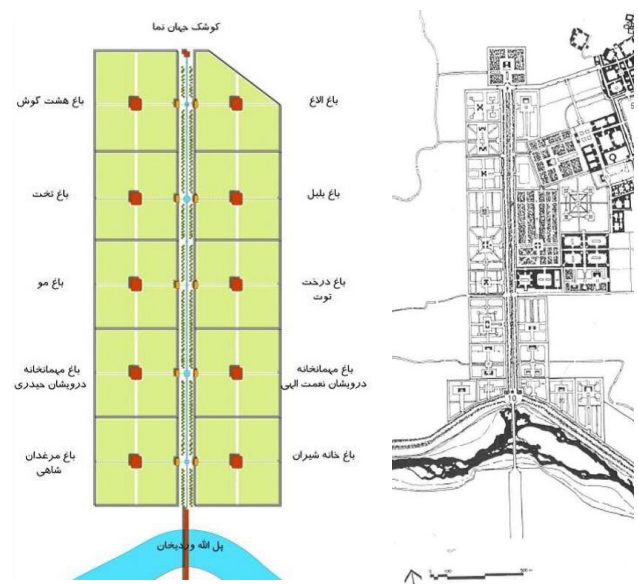 کوشک جهان نما
باغ هشت گوش
باغ الاغ
باغ تخت
باغ بلبل
باغ مو
باغ درخت
توت
باغ مهمانخانه
درویشان حیدری
باغ مهمانخانه
درویشان نعمت الهی
باغ مرغدان
شاهی
باغ خانه شیران
پل الله وردیخان
10